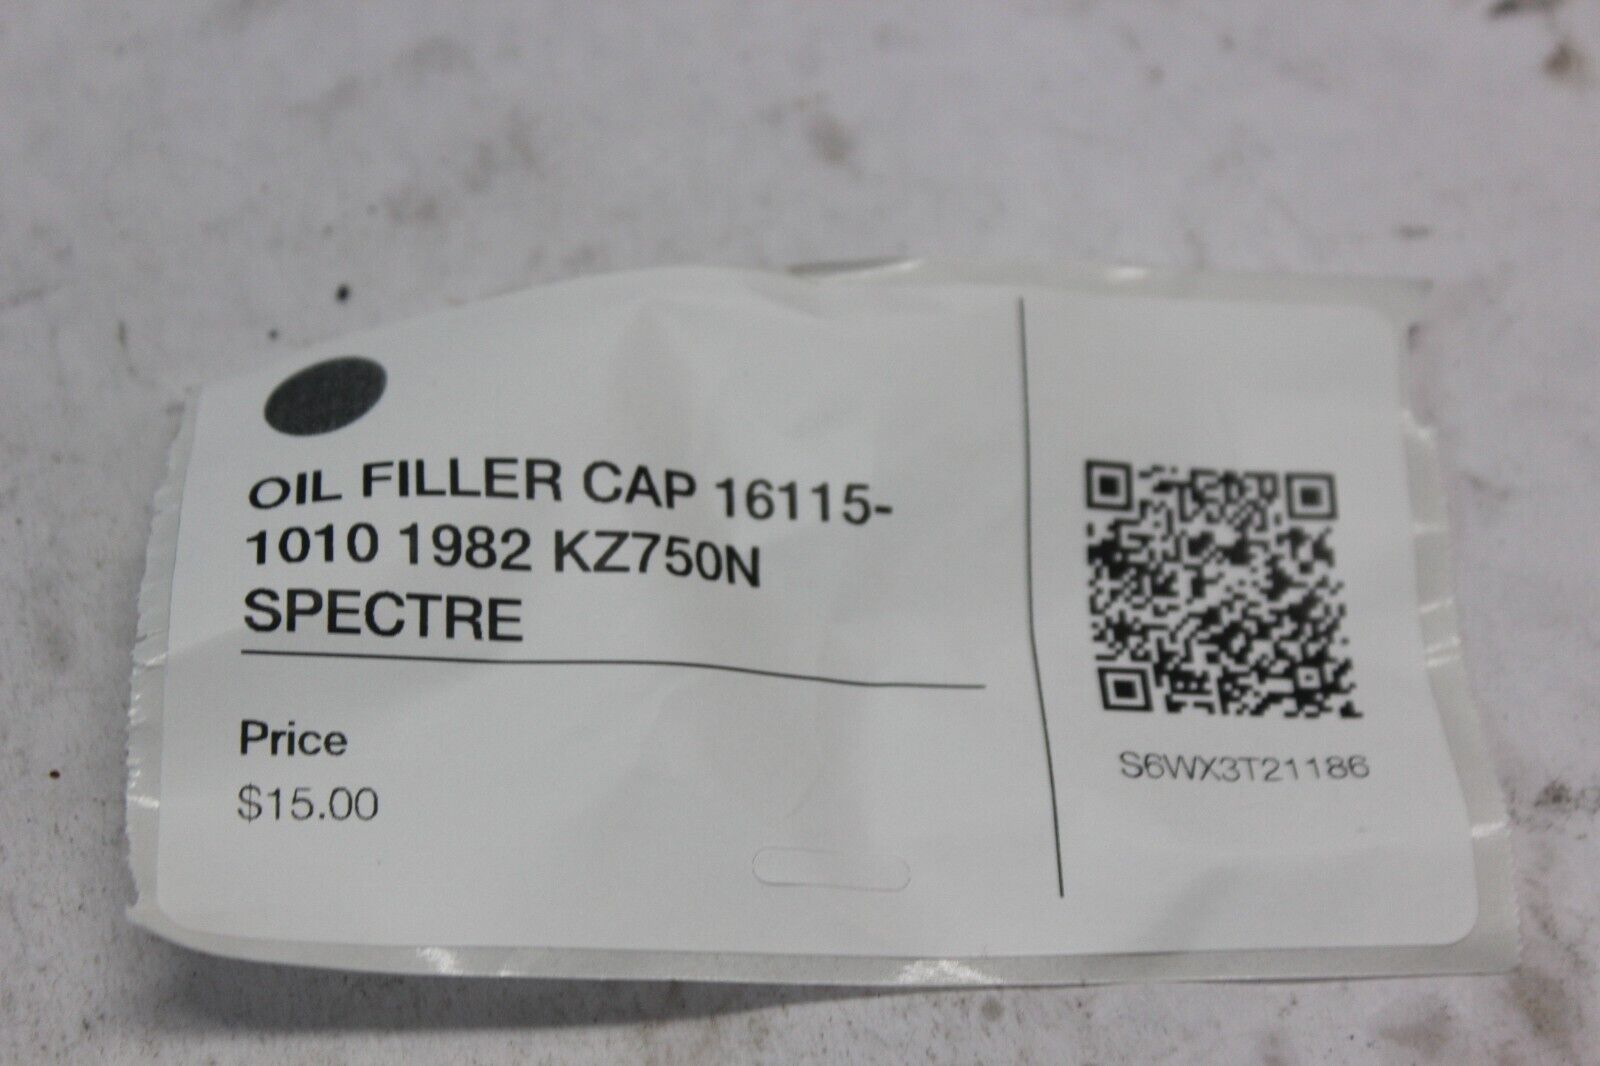 OIL FILLER CAP 16115-
1010 1982 KZ750N
SPECTRE
Price
$15.00
S6WX3T21186